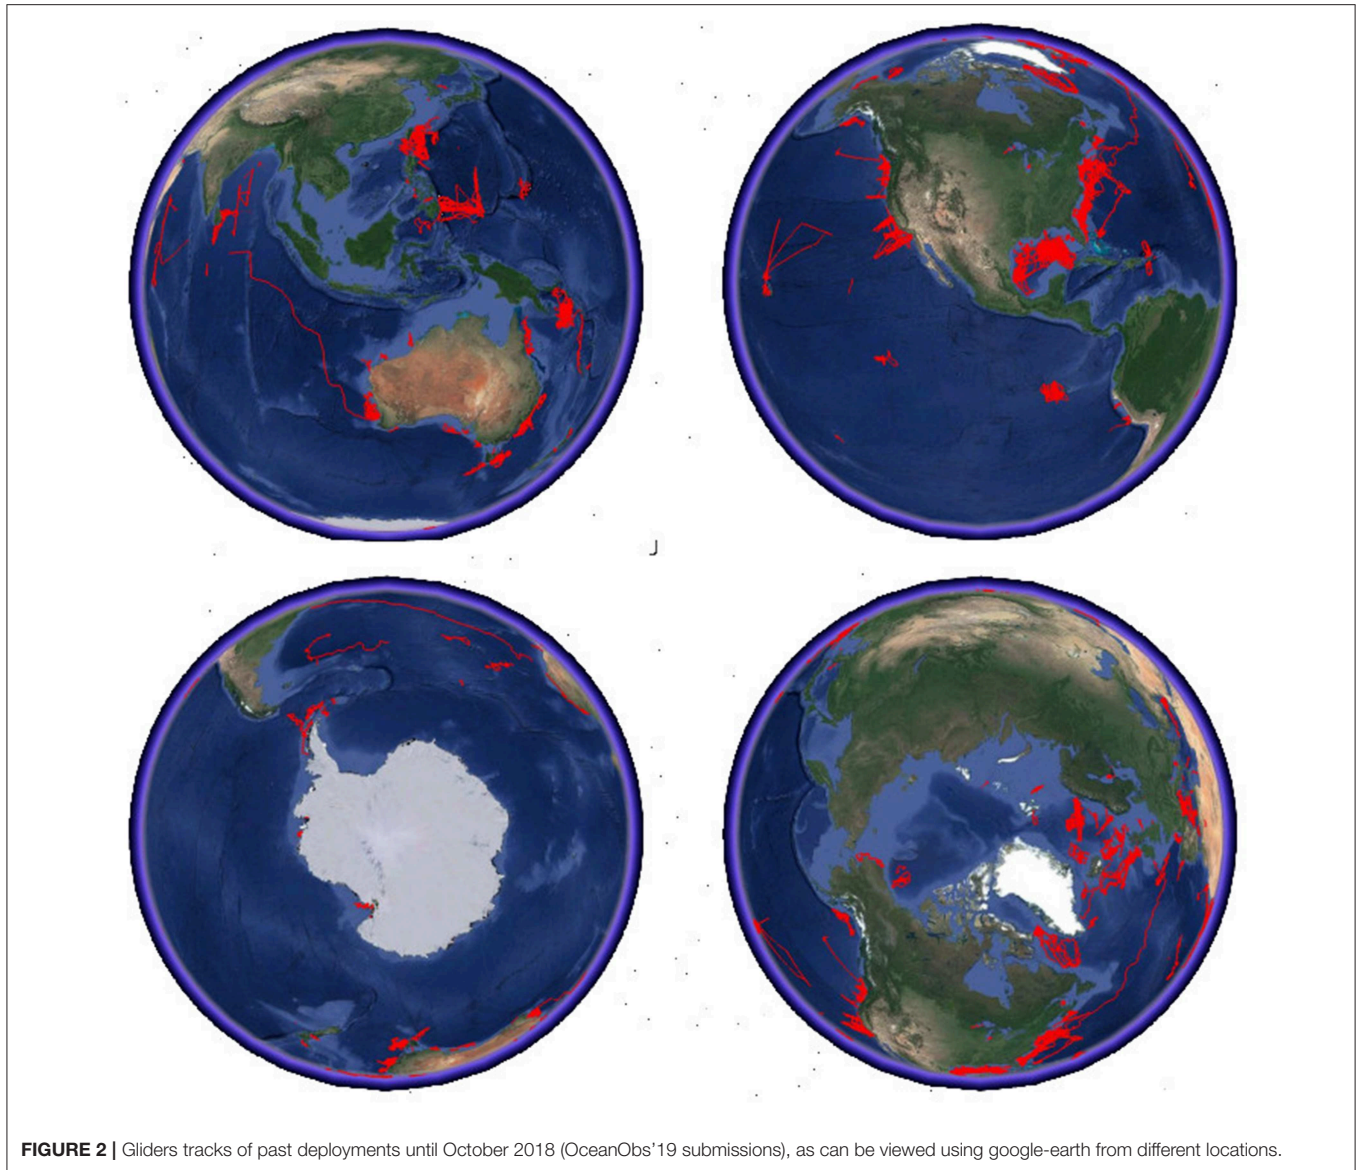 FIGURE 2 | Gliders tracks of past deployments until October 2018 (OceanObs'19 submissions), as can be viewed using google-earth from different locations.